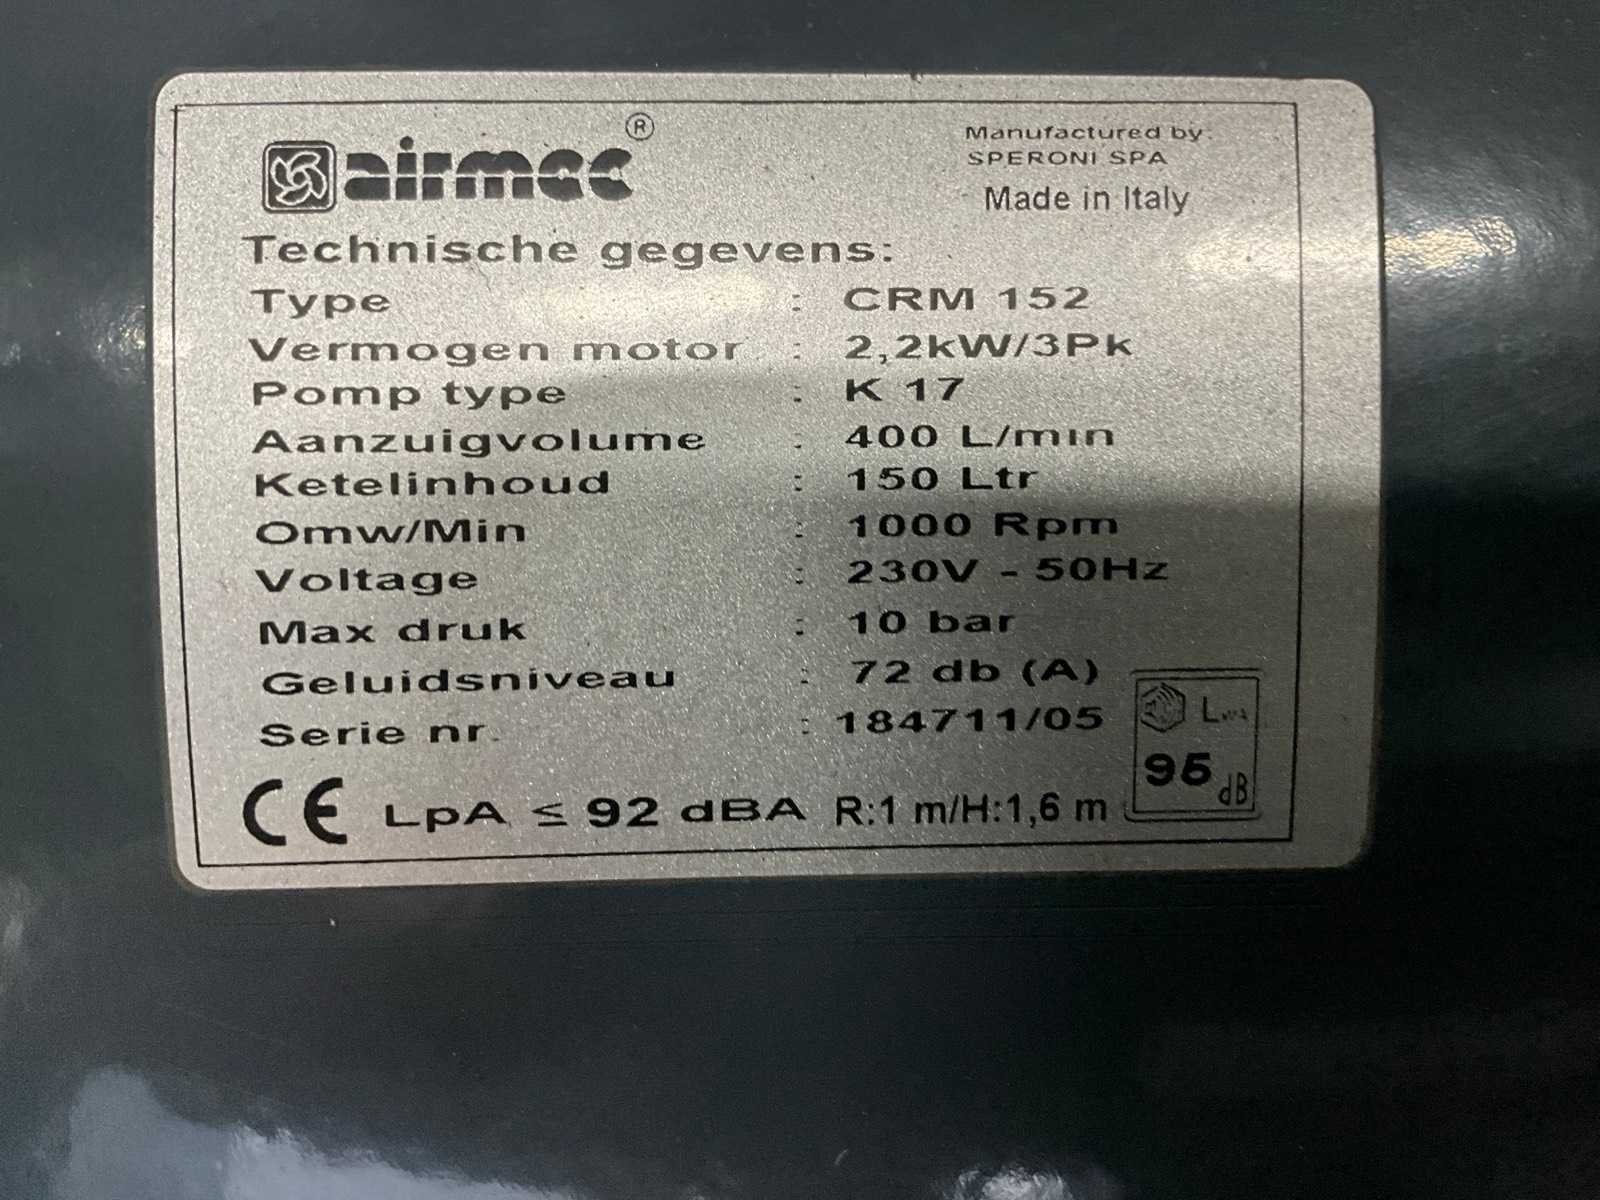 airmec ®
Manufactured by:
SPERONI SPA
Made in Italy
Technische gegevens:
Type : CRM 152
Vermogen motor : 2,2kW/3Pk
Pomp type : K 17
Aanzuigvolume : 400 L/min
Ketelinhoud : 150 Ltr
Omw/Min : 1000 Rpm
Voltage : 230V - 50Hz
Max druk : 10 bar
Geluidsniveau : 72 db (A)
Serie nr. : 184711/05
LWA
95 dB
CE LpA ≤ 92 dBA R:1 m/H:1,6 m